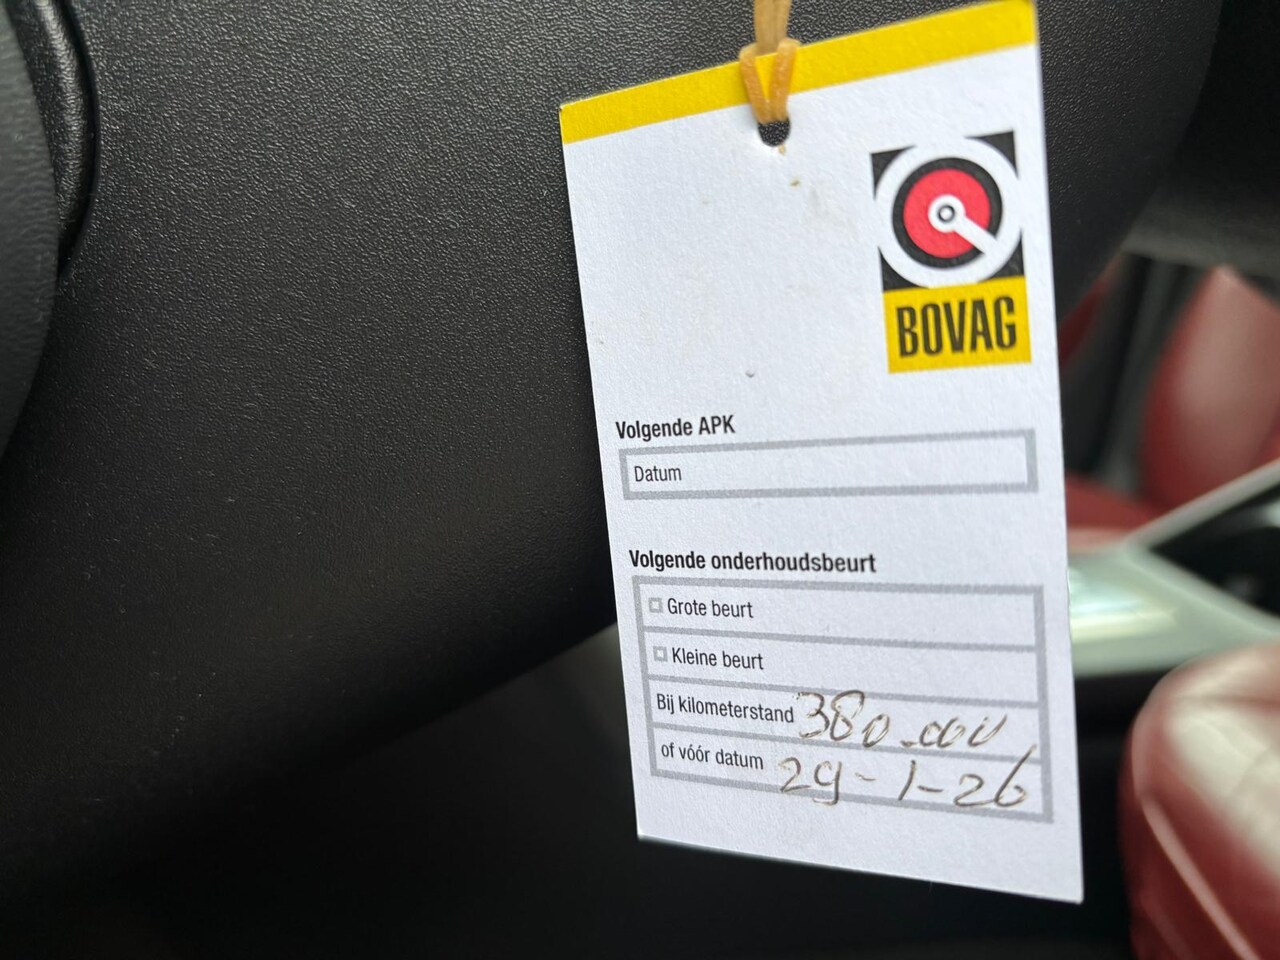 BOVAG
Volgende APK
Datum
Volgende onderhoudsbeurt
Grote beurt
Kleine beurt
Bij kilometerstand 380.000
of vóór datum 29-1-26